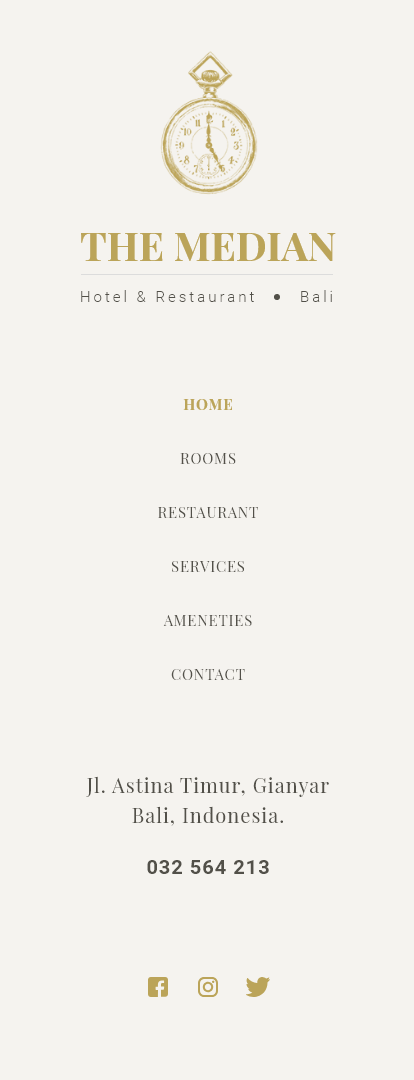 THE MEDIAN
Hotel & Restaurant • Bali
HOME
ROOMS
RESTAURANT
SERVICES
AMENETIES
CONTACT
Jl. Astina Timur, Gianyar
Bali, Indonesia.
032 564 213